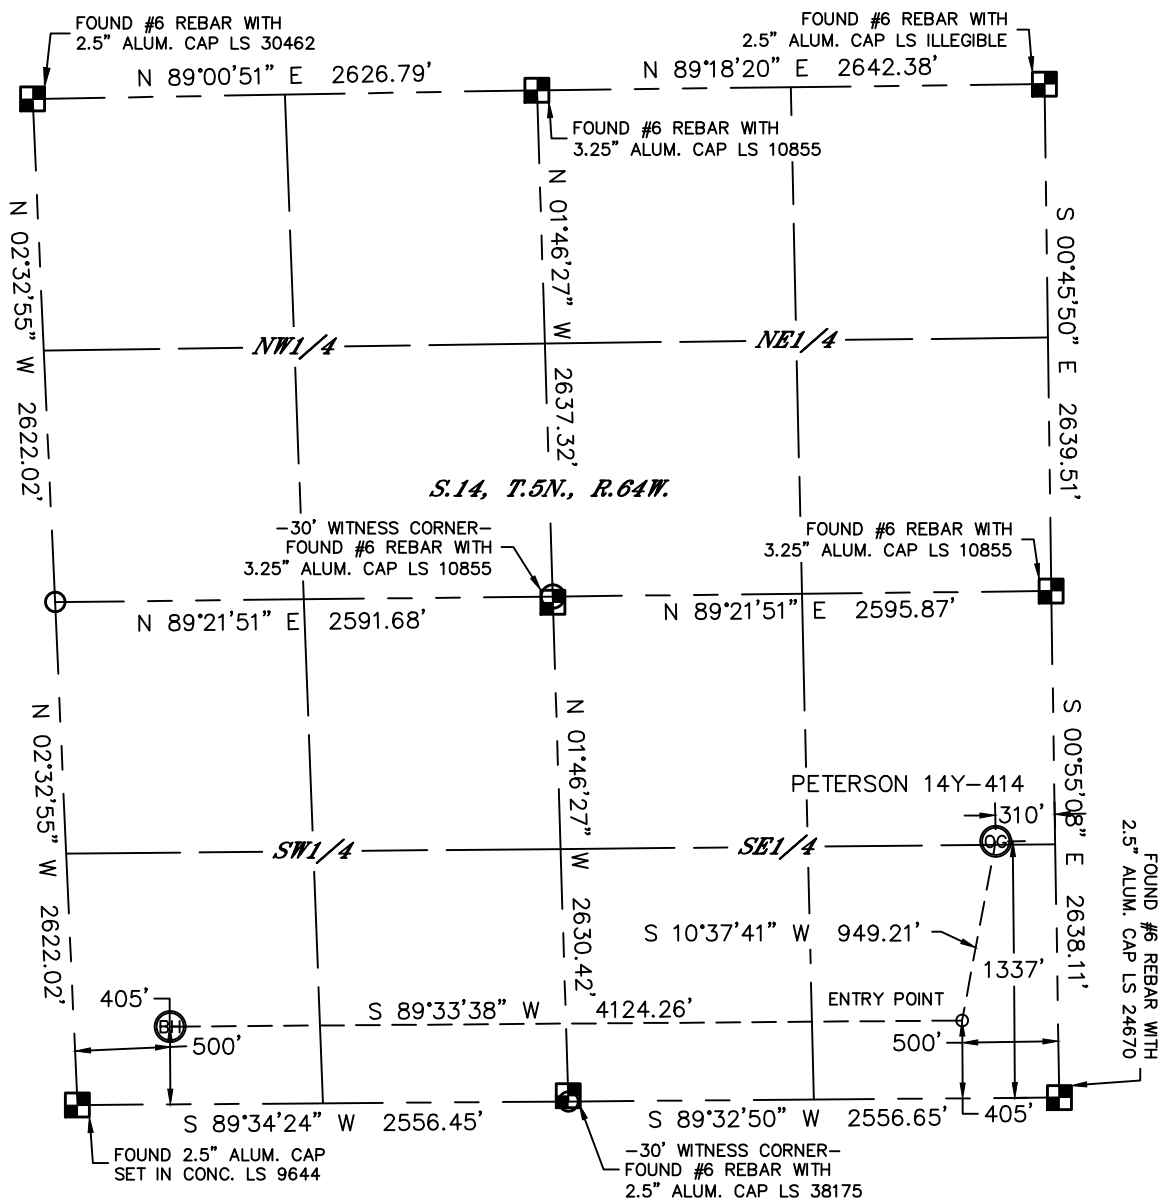 FOUND #6 REBAR WITH
2.5" ALUM. CAP LS 30462
FOUND #6 REBAR WITH
2.5" ALUM. CAP LS ILLEGIBLE
N 89°00'51" E 2626.79'
N 89°18'20" E 2642.38'
FOUND #6 REBAR WITH
3.25" ALUM. CAP LS 10855
N 02°32'55" W 2622.02'
N 01°46'27" W 2637.32'
S 00°45'50" E 2639.51'
NW1/4
NE1/4
S.14, T.5N., R.64W.
-30' WITNESS CORNER-
FOUND #6 REBAR WITH
3.25" ALUM. CAP LS 10855
FOUND #6 REBAR WITH
3.25" ALUM. CAP LS 10855
N 89°21'51" E 2591.68'
N 89°21'51" E 2595.87'
N 02°32'55" W 2622.02'
N 01°46'27" W 2630.42'
S 00°55'08" E 2638.11'
PETERSON 14Y-414
310'
OG
SW1/4
SE1/4
FOUND #6 REBAR WITH
2.5" ALUM. CAP LS 24670
S 10°37'41" W 949.21'
1337'
405'
S 89°33'38" W 4124.26'
ENTRY POINT
BH
500'
500'
405'
S 89°34'24" W 2556.45'
S 89°32'50" W 2556.65'
FOUND 2.5" ALUM. CAP
SET IN CONC. LS 9644
-30' WITNESS CORNER-
FOUND #6 REBAR WITH
2.5" ALUM. CAP LS 38175